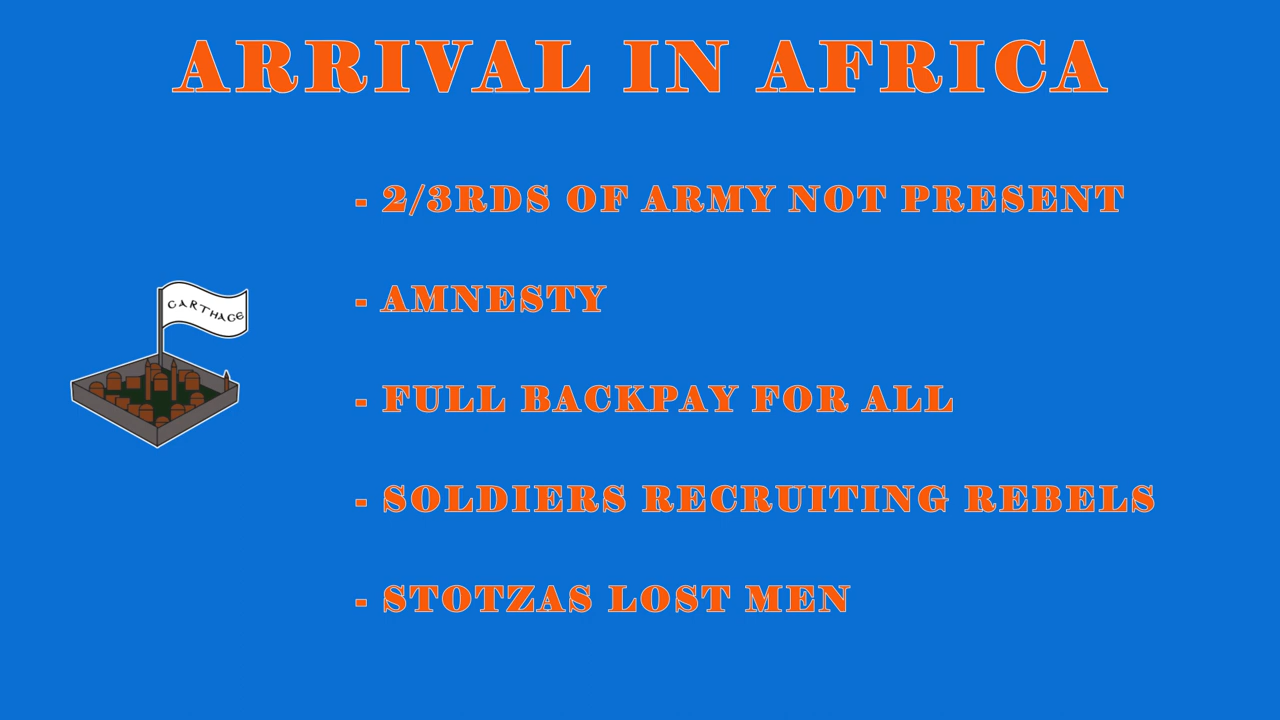 ARRIVAL IN AFRICA
- 2/3RDS OF ARMY NOT PRESENT
- AMNESTY
CARTHAGE
- FULL BACKPAY FOR ALL
- SOLDIERS RECRUITING REBELS
- STOTZAS LOST MEN